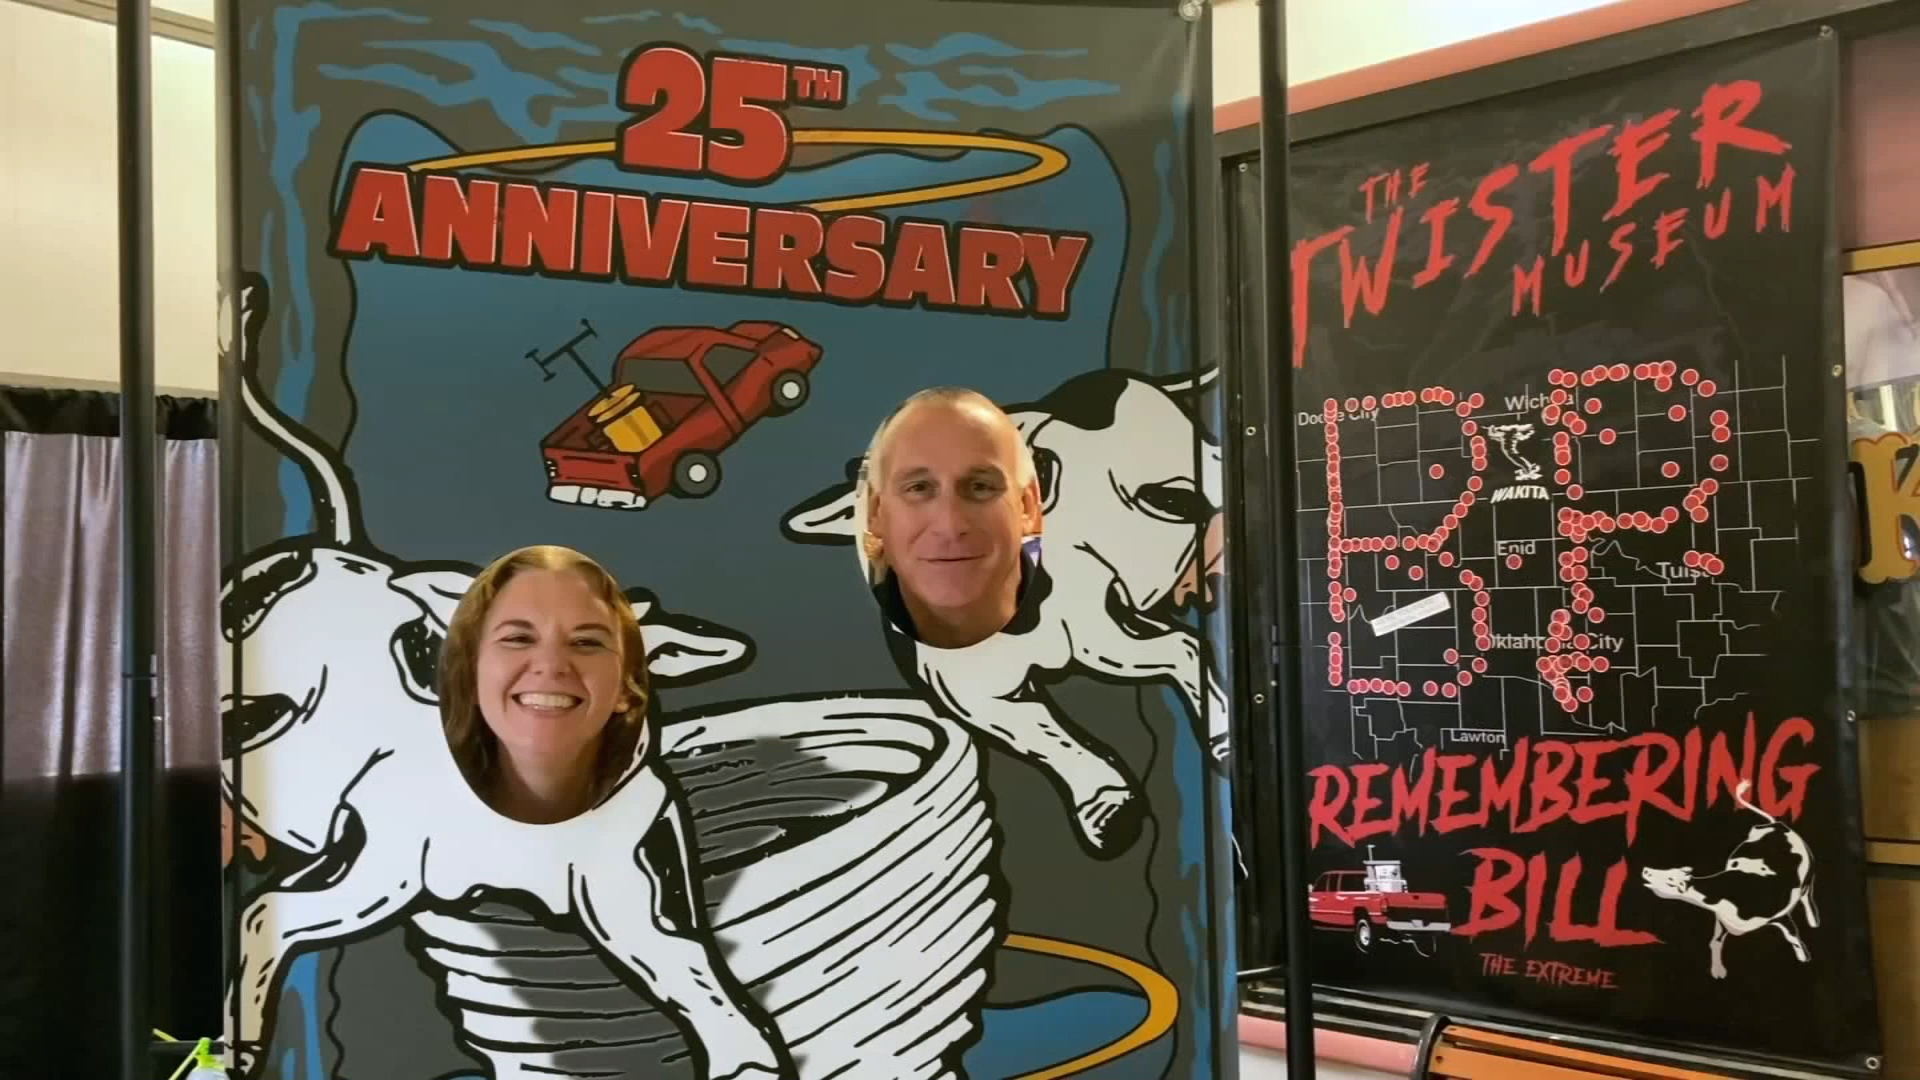 25TH
ANNIVERSARY
THE
TWISTER
MUSEUM
Dodge City
Wichita
WAKITA
Enid
Tulsa
Oklahoma City
Lawton
REMEMBERING
BILL
THE EXTREME
K